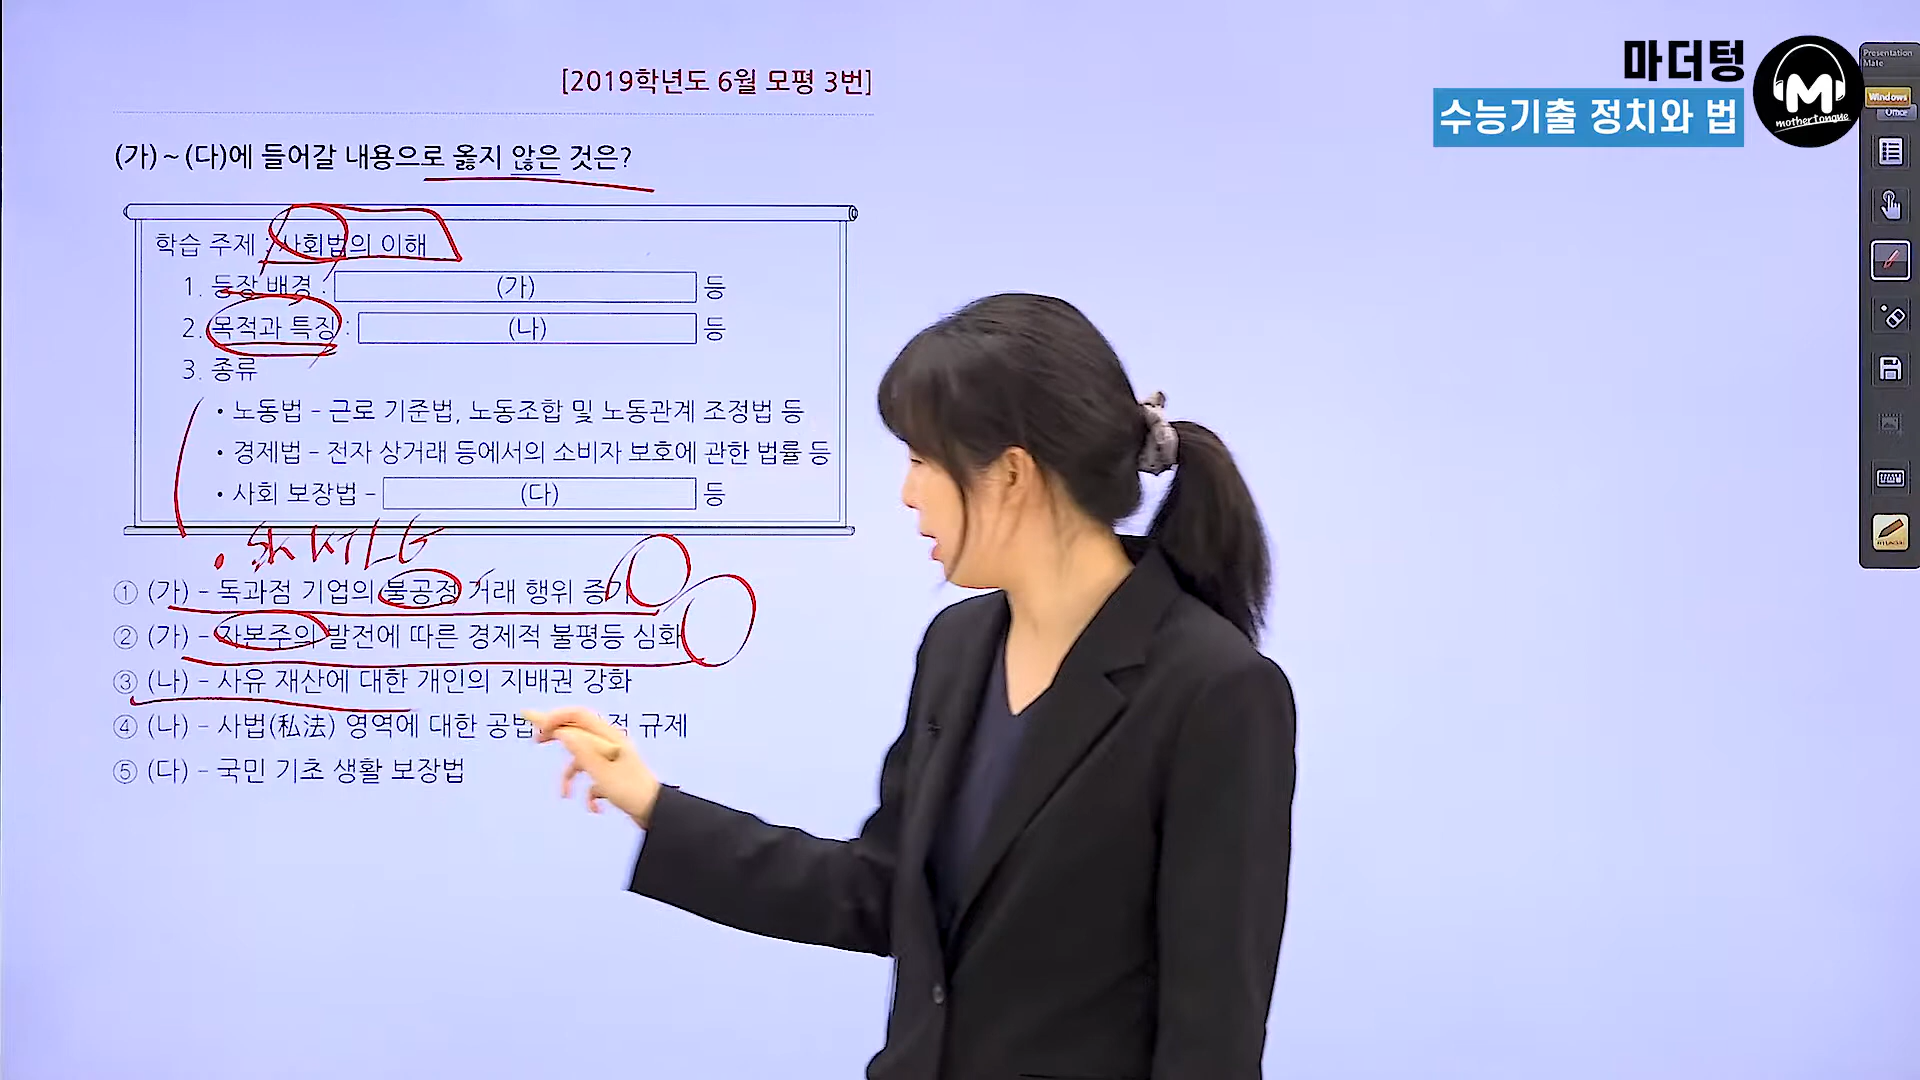 [2019학년도 6월 모평 3번]
마더텅
수능기출 정치와 법
M
mothertongue
Presentation
Mate
Windows
Office
(가)~(다)에 들어갈 내용으로 옳지 않은 것은?
학습 주제 : 사회법의 이해
1. 등장 배경 : (가) 등
2. 목적과 특징 : (나) 등
3. 종류
• 노동법 – 근로 기준법, 노동조합 및 노동관계 조정법 등
• 경제법 – 전자 상거래 등에서의 소비자 보호에 관한 법률 등
• 사회 보장법 – (다) 등
① (가) – 독과점 기업의 불공정 거래 행위 증가
② (가) – 자본주의 발전에 따른 경제적 불평등 심화
③ (나) – 사유 재산에 대한 개인의 지배권 강화
④ (나) – 사법(私法) 영역에 대한 공법 규제
⑤ (다) – 국민 기초 생활 보장법